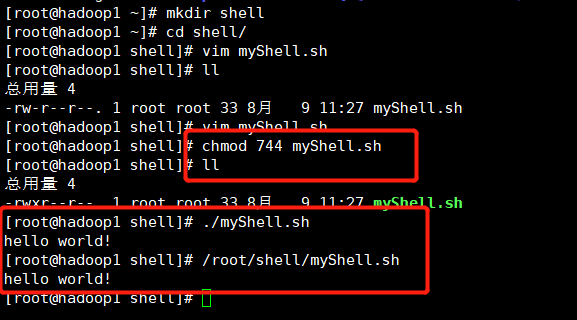 [root@hadoop1 ~]# mkdir shell
[root@hadoop1 ~]# cd shell/
[root@hadoop1 shell]# vim myShell.sh
[root@hadoop1 shell]# ll
总用量 4
-rw-r--r--. 1 root root 33 8月   9 11:27 myShell.sh
[root@hadoop1 shell]# vim myShell.sh
[root@hadoop1 shell]# chmod 744 myShell.sh
[root@hadoop1 shell]# ll
总用量 4
-rwxr--r--. 1 root root 33 8月   9 11:27 myShell.sh
[root@hadoop1 shell]# ./myShell.sh
hello world!
[root@hadoop1 shell]# /root/shell/myShell.sh
hello world!
[root@hadoop1 shell]#